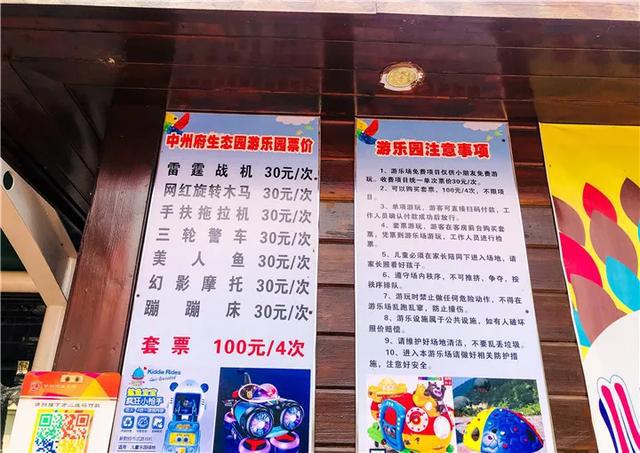 中州府生态园游乐园票价
雷霆战机 30元/次
网红旋转木马 30元/次
手扶拖拉机 30元/次
三轮警车 30元/次
美人鱼 30元/次
幻影摩托 30元/次
蹦蹦床 30元/次
套票 100元/4次
Kiddie Rides
疯狂小枪手
游乐园注意事项
1、游乐场免费项目仅供小朋友免费游
玩。收费项目统一单次票价30元/次。
2、可以购买套票，100元/4次，不限项
目。
3、单项游玩，游客可直接扫码付款，工
作人员确认付款成功后放行。
4、套票游玩，游客在客房前台购买套
票，凭票到游乐场游玩，工作人员进行检
票。
5、儿童必须在家长陪同下进入场地，请
家长照看好孩子。
6、遵守场内秩序，不可推挤，争夺，按
秩序排队。
7、游玩时禁止做任何危险动作，不得在
游乐场乱跑乱窜，防止撞伤。
8、游乐设施属于公共设施，如有人破坏
照价赔偿。
9、请维护好场地清洁，不要乱丢垃圾。
10、进入本游乐场请做好相关防护措
施，注意好安全。